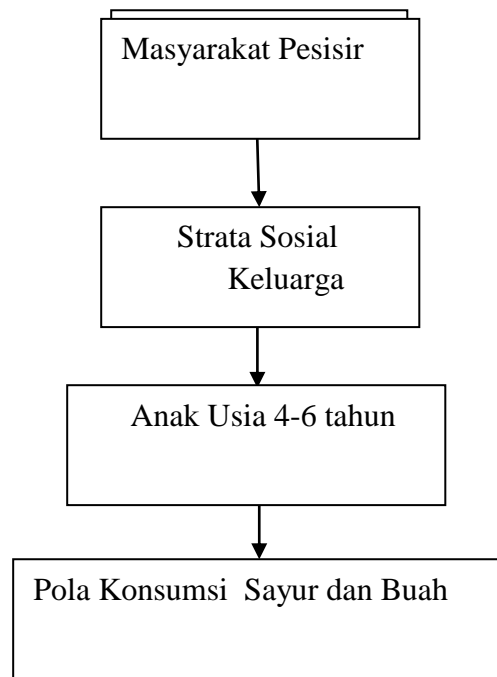 Masyarakat Pesisir
Strata Sosial
Keluarga
Anak Usia 4-6 tahun
Pola Konsumsi Sayur dan Buah